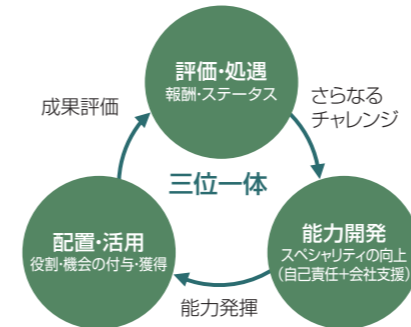 評価・処遇
報酬・ステータス
成果評価
さらなる
チャレンジ
三位一体
配置・活用
役割・機会の付与・獲得
能力開発
スペシャリティの向上
（自己責任＋会社支援）
能力発揮